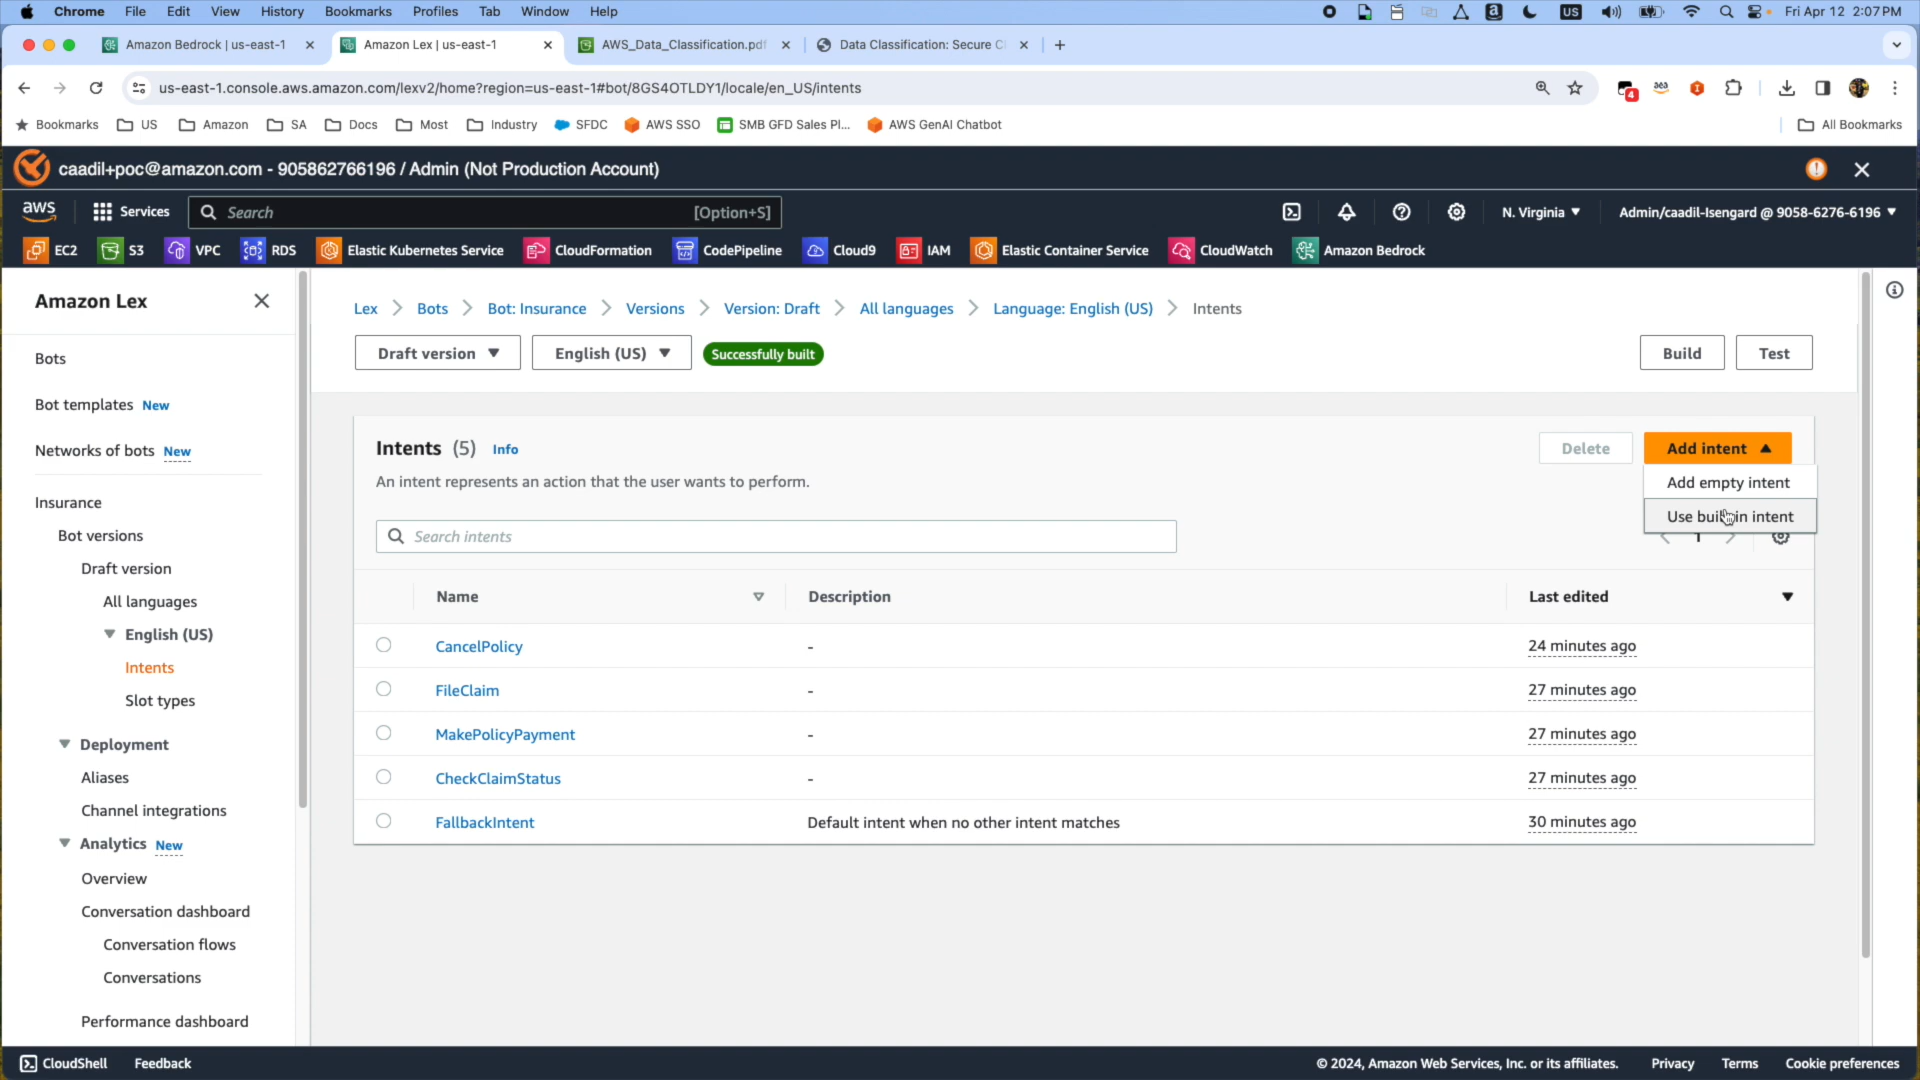 Chrome File Edit View History Bookmarks Profiles Tab Window Help US Fri Apr 12 2:07 PM
Amazon Bedrock | us-east-1 Amazon Lex | us-east-1 AWS_Data_Classification.pdf Data Classification: Secure C
us-east-1.console.aws.amazon.com/lexv2/home?region=us-east-1#bot/8GS4OTLDY1/locale/en_US/intents 4
Bookmarks US Amazon SA Docs Most Industry SFDC AWS SSO SMB GFD Sales Pl... AWS GenAI Chatbot All Bookmarks
caadil+poc@amazon.com - 905862766196 / Admin (Not Production Account)
aws Services Search [Option+S] N. Virginia Admin/caadil-Isengard @ 9058-6276-6196
EC2 S3 VPC RDS Elastic Kubernetes Service CloudFormation CodePipeline Cloud9 IAM Elastic Container Service CloudWatch Amazon Bedrock
Amazon Lex
Bots
Bot templates New
Networks of bots New
Insurance
Bot versions
Draft version
All languages
English (US)
Intents
Slot types
Deployment
Aliases
Channel integrations
Analytics New
Overview
Conversation dashboard
Conversation flows
Conversations
Performance dashboard
Lex Bots Bot: Insurance Versions Version: Draft All languages Language: English (US) Intents
Draft version English (US) Successfully built Build Test
Intents (5) Info Delete Add intent
An intent represents an action that the user wants to perform.
Add empty intent
Use built-in intent
Search intents 1
Name Description Last edited
CancelPolicy - 24 minutes ago
FileClaim - 27 minutes ago
MakePolicyPayment - 27 minutes ago
CheckClaimStatus - 27 minutes ago
FallbackIntent Default intent when no other intent matches 30 minutes ago
CloudShell Feedback © 2024, Amazon Web Services, Inc. or its affiliates. Privacy Terms Cookie preferences